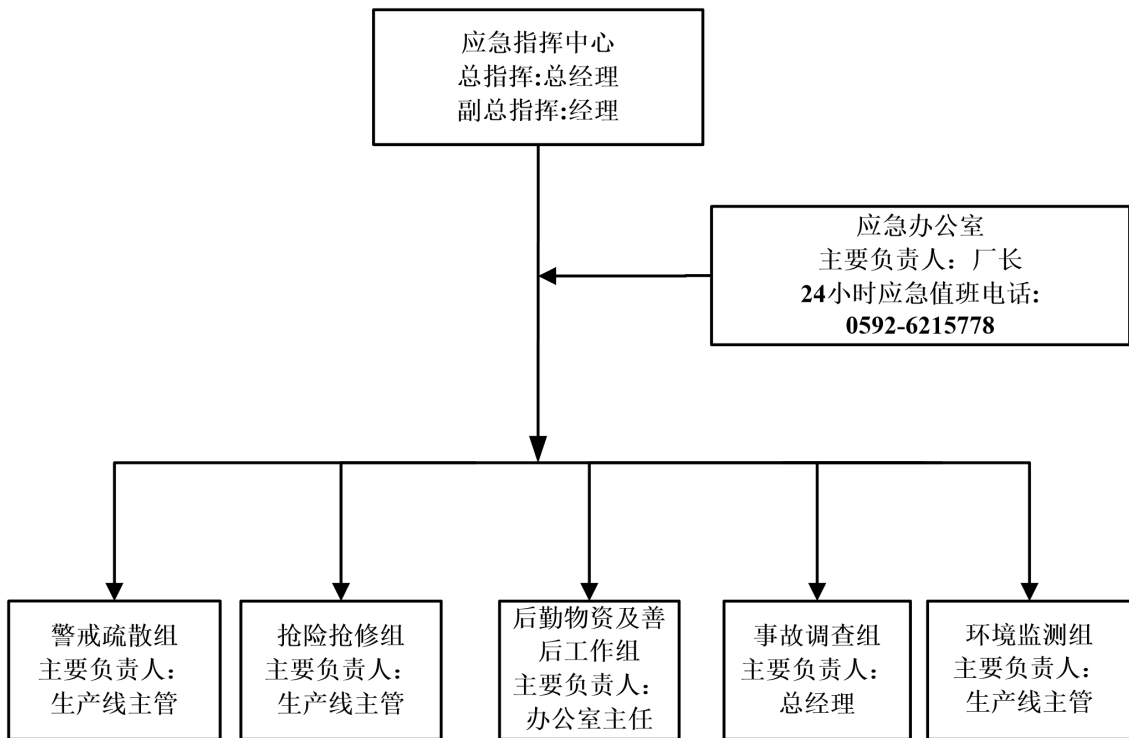 应急指挥中心
总指挥:总经理
副总指挥:经理
应急办公室
主要负责人：厂长
24小时应急值班电话:
0592-6215778
警戒疏散组
主要负责人：
生产线主管
抢险抢修组
主要负责人：
生产线主管
后勤物资及善
后工作组
主要负责人：
办公室主任
事故调查组
主要负责人：
总经理
环境监测组
主要负责人：
生产线主管